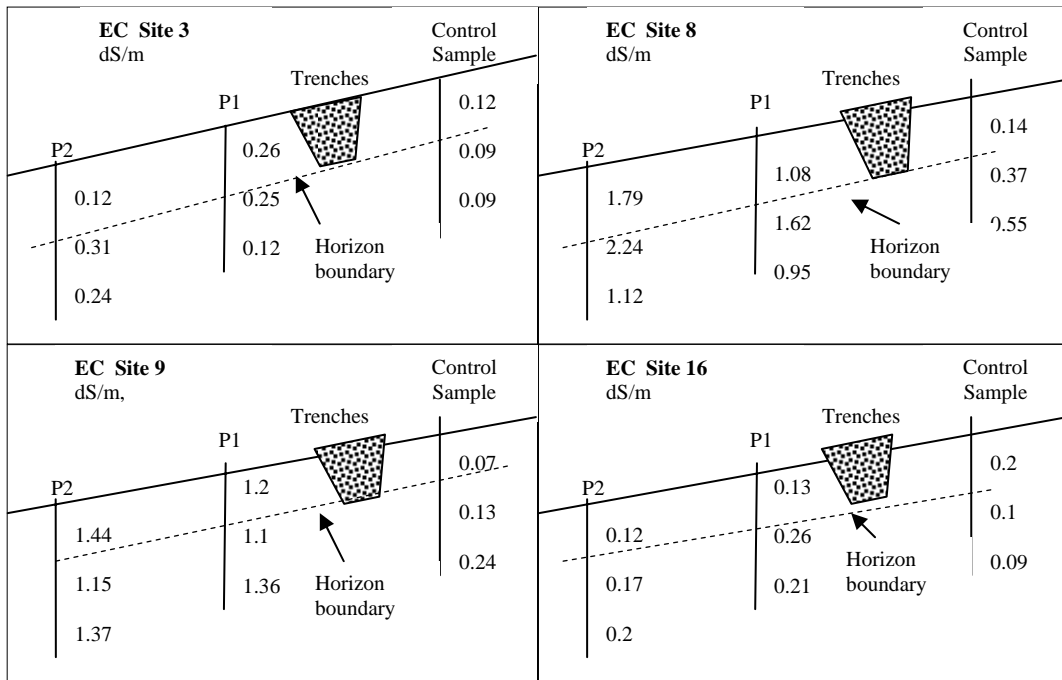 EC Site 3
dS/m
Control
Sample
Trenches
P1
P2
0.12
0.31
0.24
0.26
0.25
0.12
0.12
0.09
0.09
Horizon
boundary
EC Site 8
dS/m
Control
Sample
Trenches
P1
P2
1.79
2.24
1.12
1.08
1.62
0.95
0.14
0.37
0.55
Horizon
boundary
EC Site 9
dS/m,
Control
Sample
Trenches
P1
P2
1.44
1.15
1.37
1.2
1.1
1.36
0.07
0.13
0.24
Horizon
boundary
EC Site 16
dS/m
Control
Sample
Trenches
P1
P2
0.12
0.17
0.2
0.13
0.26
0.21
0.2
0.1
0.09
Horizon
boundary